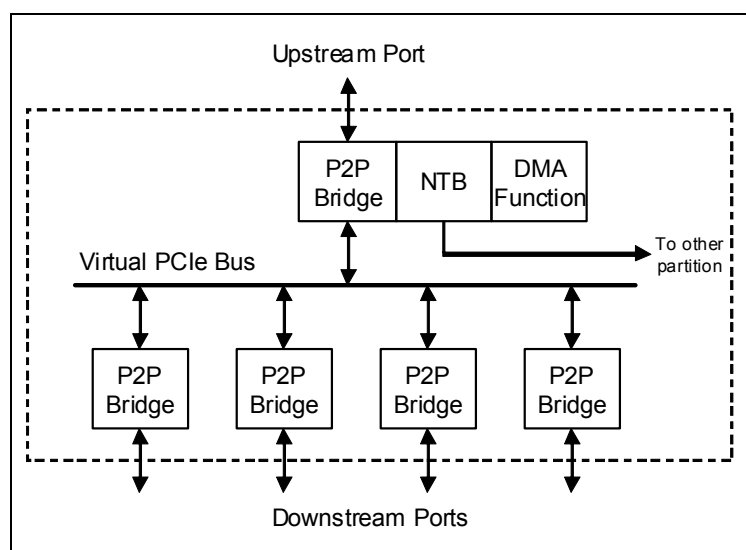 Upstream Port
P2P Bridge
NTB
DMA Function
To other partition
Virtual PCIe Bus
P2P Bridge
P2P Bridge
P2P Bridge
P2P Bridge
Downstream Ports